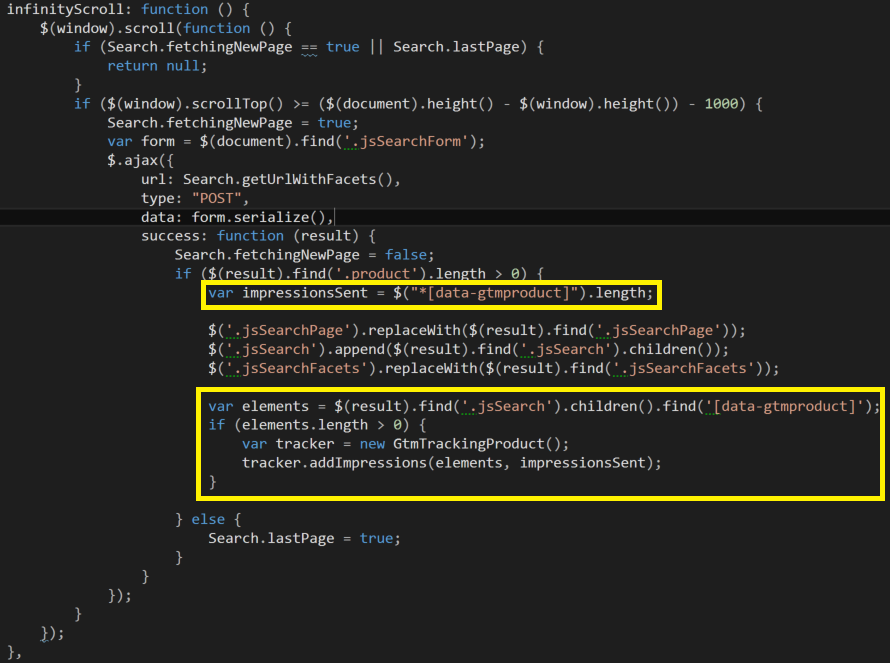 infinityScroll: function () {
$(window).scroll(function () {
if (Search.fetchingNewPage == true || Search.lastPage) {
return null;
}
if ($(window).scrollTop() >= ($(document).height() - $(window).height()) - 1000) {
Search.fetchingNewPage = true;
var form = $(document).find('.jsSearchForm');
$.ajax({
url: Search.getUrlWithFacets(),
type: "POST",
data: form.serialize(),
success: function (result) {
Search.fetchingNewPage = false;
if ($(result).find('.product').length > 0) {
var impressionsSent = $("*[data-gtmproduct]").length;
$('.jsSearchPage').replaceWith($(result).find('.jsSearchPage'));
$('.jsSearch').append($(result).find('.jsSearch').children());
$('.jsSearchFacets').replaceWith($(result).find('.jsSearchFacets'));
var elements = $(result).find('.jsSearch').children().find('[data-gtmproduct]');
if (elements.length > 0) {
var tracker = new GtmTrackingProduct();
tracker.addImpressions(elements, impressionsSent);
}
} else {
Search.lastPage = true;
}
}
});
}
});
},